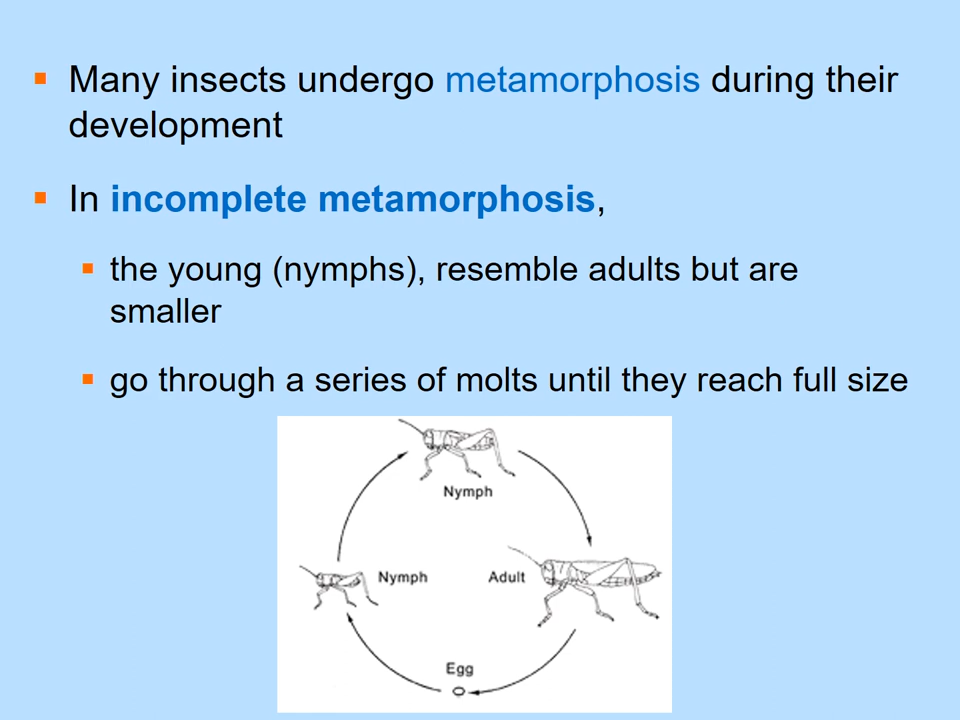 Many insects undergo metamorphosis during their
development
In incomplete metamorphosis,
the young (nymphs), resemble adults but are
smaller
go through a series of molts until they reach full size
Nymph
Nymph
Adult
Egg